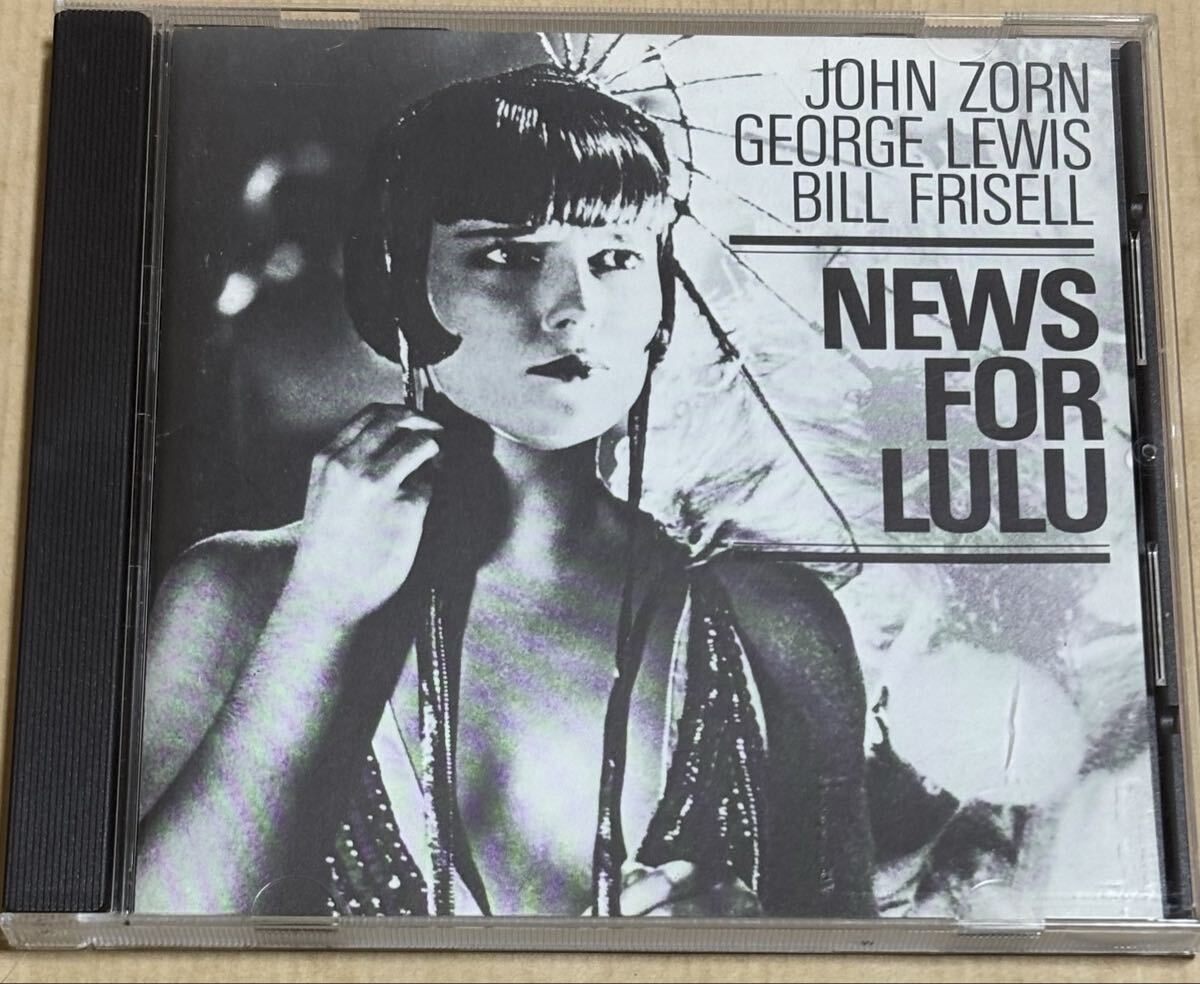 JOHN ZORN
GEORGE LEWIS
BILL FRISELL
NEWS
FOR
LULU